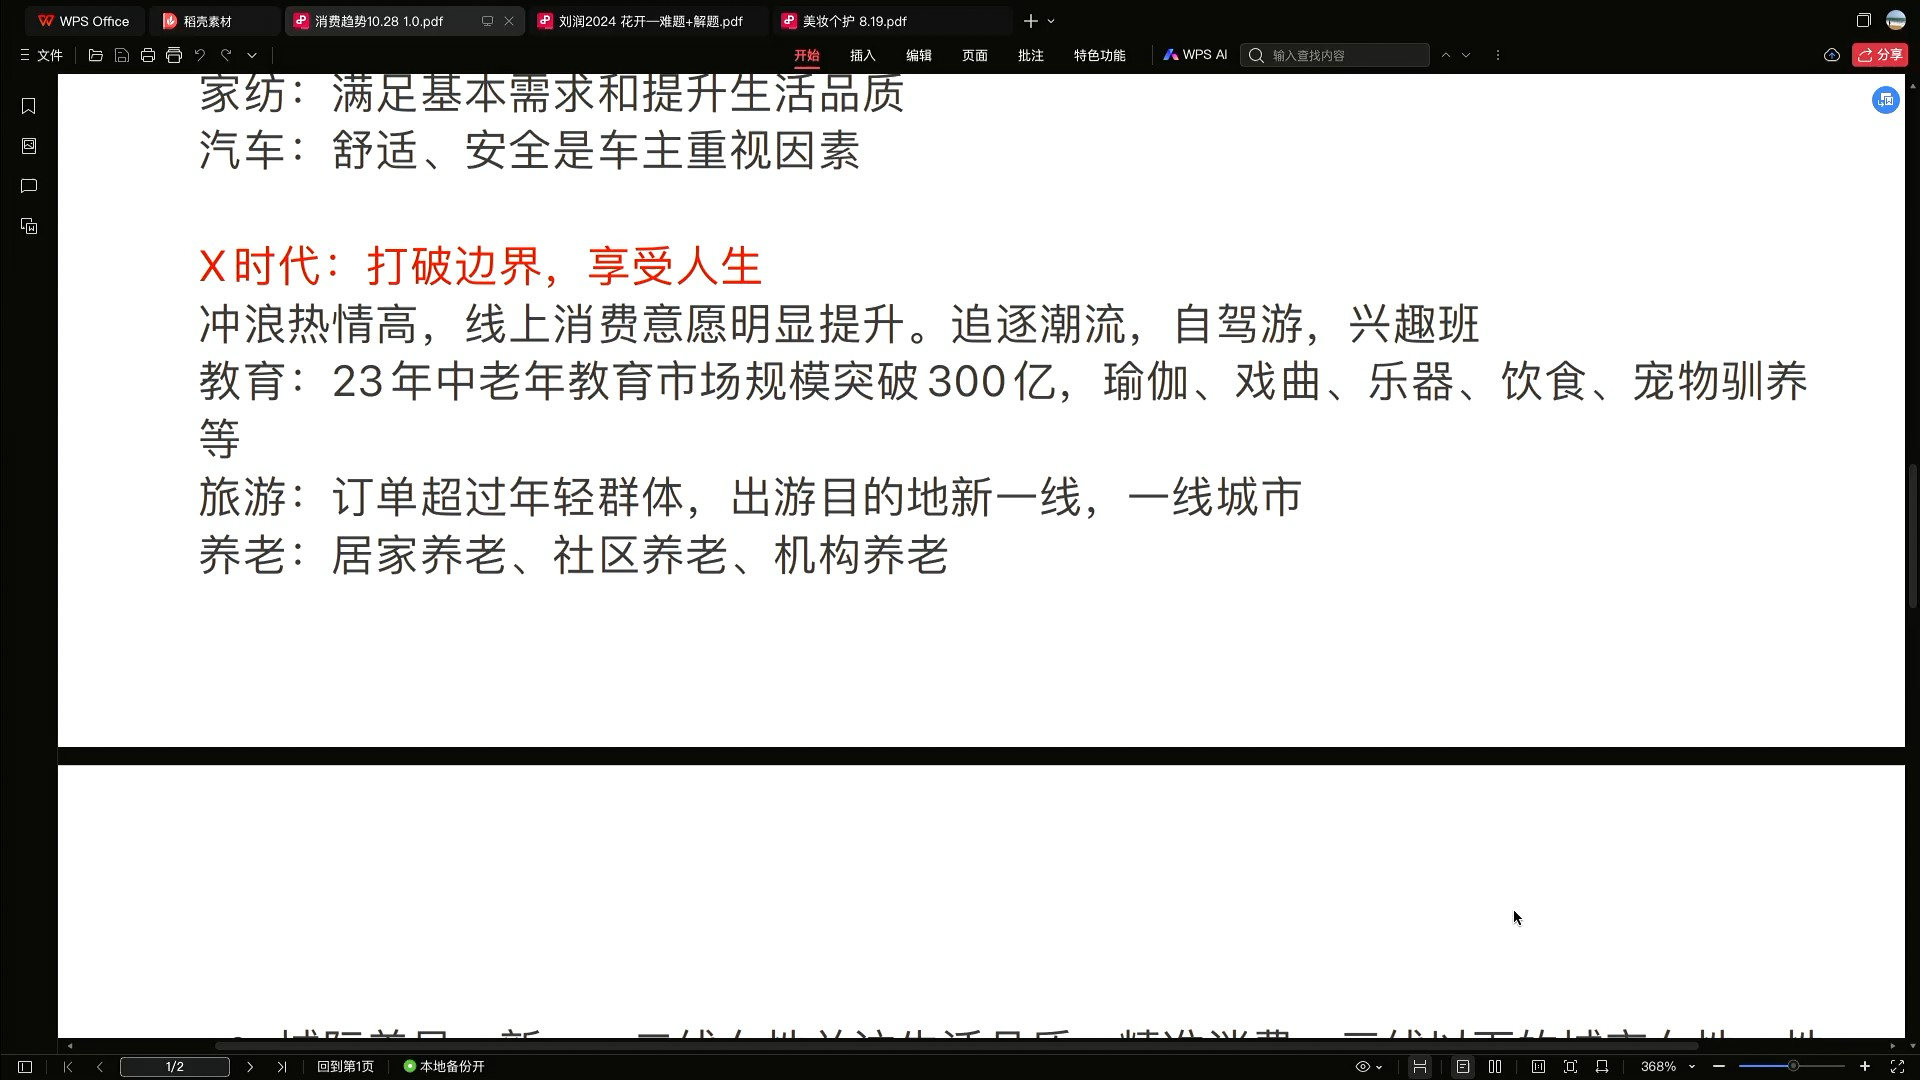 WPS Office
稻壳素材
消费趋势10.28 1.0.pdf
刘润2024 花开—难题+解题.pdf
美妆个护 8.19.pdf
文件
开始
插入
编辑
页面
批注
特色功能
WPS AI
输入查找内容
分享
家纺：满足基本需求和提升生活品质
汽车：舒适、安全是车主重视因素
X时代：打破边界，享受人生
冲浪热情高，线上消费意愿明显提升。追逐潮流，自驾游，兴趣班
教育：23年中老年教育市场规模突破300亿，瑜伽、戏曲、乐器、饮食、宠物驯养
等
旅游：订单超过年轻群体，出游目的地新一线，一线城市
养老：居家养老、社区养老、机构养老
1/2
回到第1页
本地备份开
368%